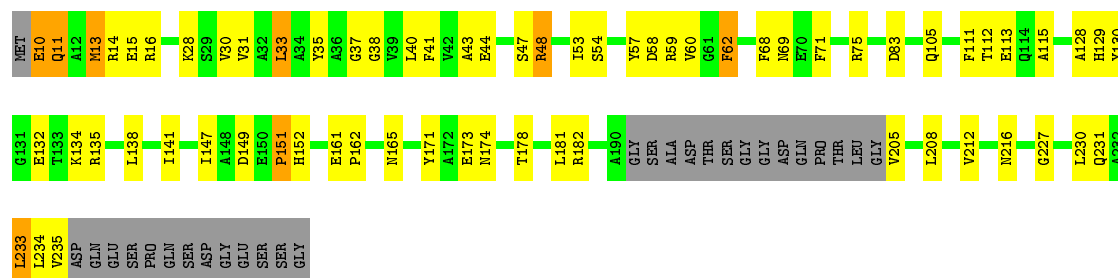 MET E10 Q11 A12 M13 R14 E15 R16 K28 S29 V30 V31 A32 L33 A34 Y35 A36 G37 G38 V39 L40 F41 V42 A43 E44 S47 R48 I53 S54 Y57 D58 R59 V60 G61 F62 F68 N69 E70 F71 R75 D83 Q105 F111 T112 E113 Q114 A115 A128 H129 Y130
G131 E132 T133 K134 R135 L138 I141 I147 A148 D149 E150 P151 H152 E161 P162 N165 Y171 A172 E173 N174 T178 L181 R182 A190 GLY SER ALA ASP THR SER GLY GLY ASP GLN PRO THR LEU GLY V205 L208 V212 N216 G227 L230 Q231 A232
L233 L234 V235 ASP GLN GLU SER PRO GLN SER ASP GLY GLU SER SER GLY